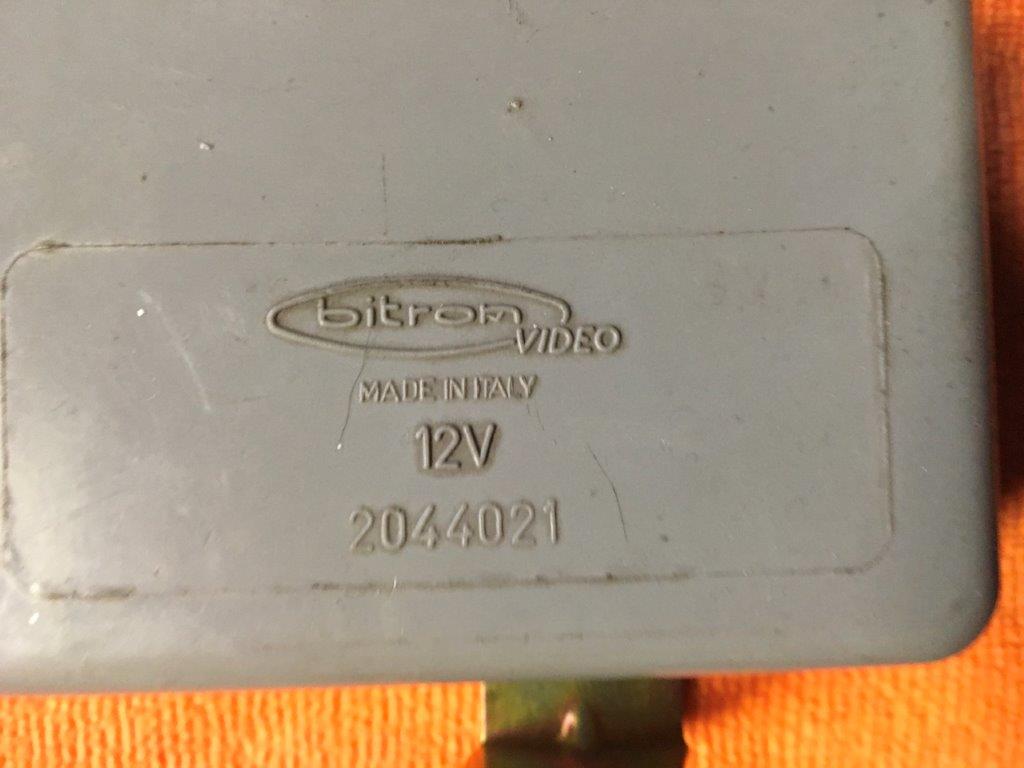 bitron
VIDEO
MADE IN ITALY
12V
2044021